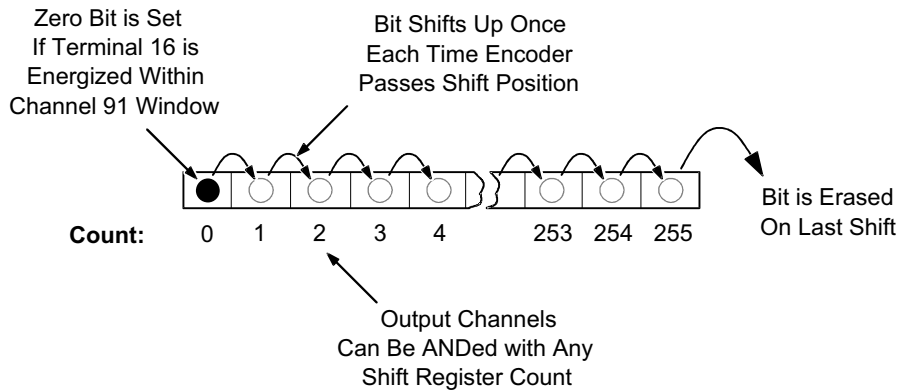 Zero Bit is Set
If Terminal 16 is
Energized Within
Channel 91 Window
Bit Shifts Up Once
Each Time Encoder
Passes Shift Position
Bit is Erased
On Last Shift
Count: 0 1 2 3 4 253 254 255
Output Channels
Can Be ANDed with Any
Shift Register Count